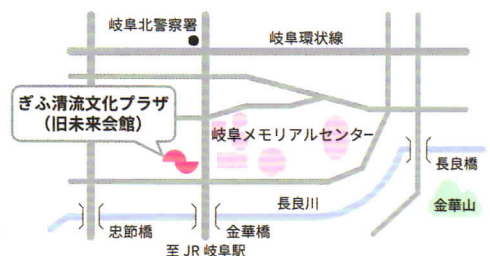 岐阜北警察署
岐阜環状線
ぎふ清流文化プラザ
（旧未来会館）
岐阜メモリアルセンター
長良橋
長良川
金華山
忠節橋
金華橋
至 JR 岐阜駅